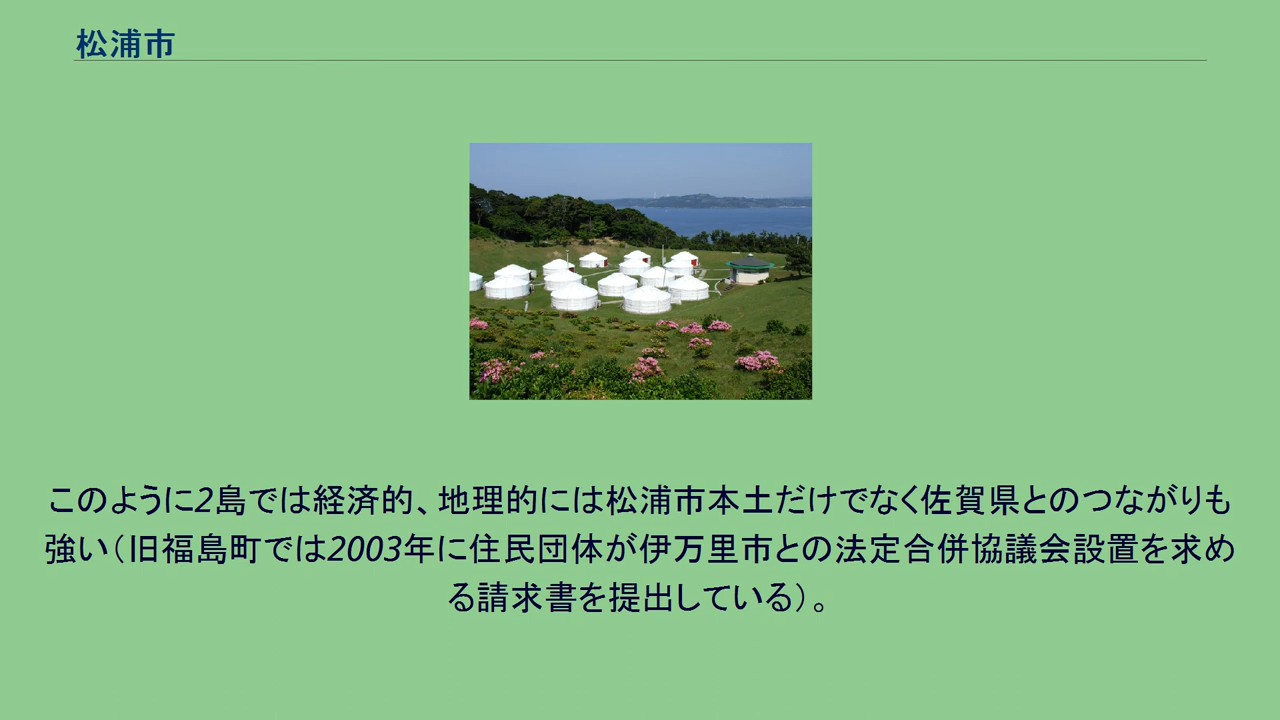 松浦市
このように2島では経済的、地理的には松浦市本土だけでなく佐賀県とのつながりも
強い（旧福島町では2003年に住民団体が伊万里市との法定合併協議会設置を求め
る請求書を提出している）。